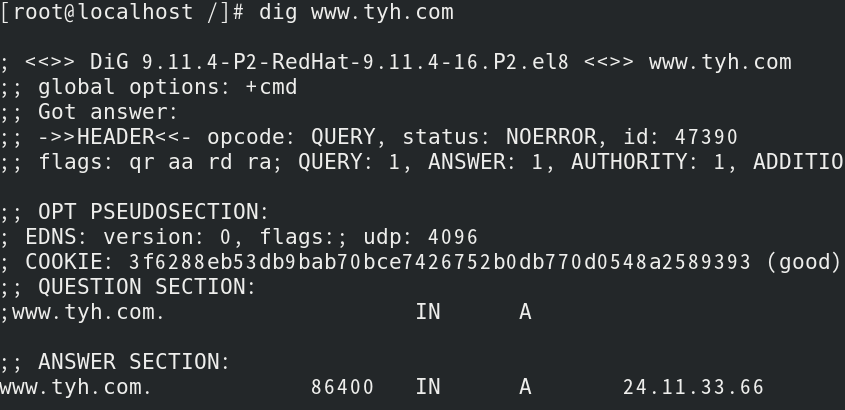 [root@localhost /]# dig www.tyh.com
; <<>> DiG 9.11.4-P2-RedHat-9.11.4-16.P2.el8 <<>> www.tyh.com
;; global options: +cmd
;; Got answer:
;; ->>HEADER<<- opcode: QUERY, status: NOERROR, id: 47390
;; flags: qr aa rd ra; QUERY: 1, ANSWER: 1, AUTHORITY: 1, ADDITIO
;; OPT PSEUDOSECTION:
; EDNS: version: 0, flags:; udp: 4096
; COOKIE: 3f6288eb53db9bab70bce7426752b0db770d0548a2589393 (good)
;; QUESTION SECTION:
;www.tyh.com. IN A
;; ANSWER SECTION:
www.tyh.com. 86400 IN A 24.11.33.66